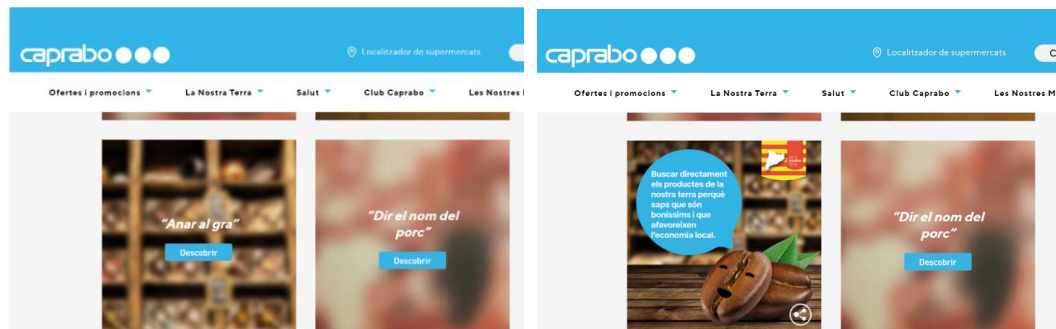 caprabo
Localitzador de supermercats
Ofertes i promocions
La Nostra Terra
Salut
Club Caprabo
Les Nostres
"Anar al gra"
Descobrir
"Dir el nom del
porc"
Descobrir
caprabo
Localitzador de supermercats
C
Ofertes i promocions
La Nostra Terra
Salut
Club Caprabo
Les Nostres M
Buscar directament
els productes de la
nostra terra perquè
saps que són
boníssims i que
afavoreixen
l'economia local.
"Dir el nom del
porc"
Descobrir